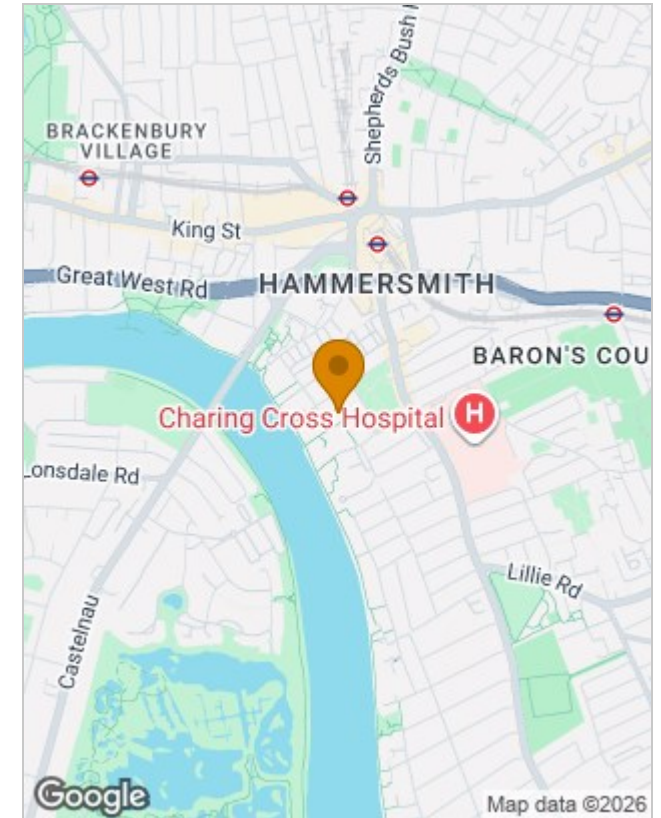 Shepherds Bush
BRACKENBURY
VILLAGE
King St
Great West Rd
HAMMERSMITH
BARON'S COU
Charing Cross Hospital
H
Lonsdale Rd
Lillie Rd
Castelnau
Google
Map data ©2026